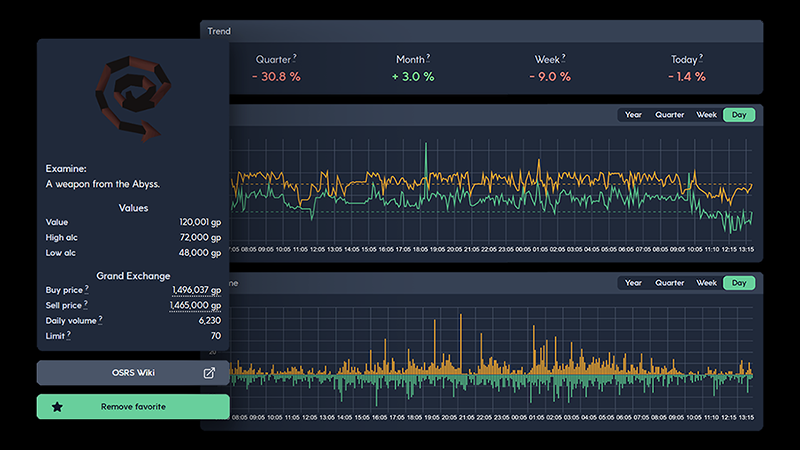 Trend
Quarter ?
- 30.8 %
Month ?
+ 3.0 %
Week ?
- 9.0 %
Today ?
- 1.4 %
Examine:
A weapon from the Abyss.
Values
Value 120,001 gp
High alc 72,000 gp
Low alc 48,000 gp
Grand Exchange
Buy price ? 1,496,037 gp
Sell price ? 1,465,000 gp
Daily volume ? 6,230
Limit ? 70
OSRS Wiki
Remove favorite
Year Quarter Week Day
7:05 08:05 09:05 10:05 11:05 12:05 13:05 14:05 15:05 16:05 17:05 18:05 19:05 20:05 21:05 22:05 23:05 00:05 01:05 02:05 03:05 04:05 05:05 06:05 07:05 08:05 09:05 10:05 11:10 12:15 13:15
Year Quarter Week Day
20
08:05 09:05 10:05 11:05 12:05 13:05 14:05 15:05 16:05 17:05 18:05 19:05 20:05 21:05 22:05 23:05 00:05 01:05 02:05 03:05 04:05 05:05 06:05 07:05 08:05 09:05 10:05 11:10 12:15 13:15